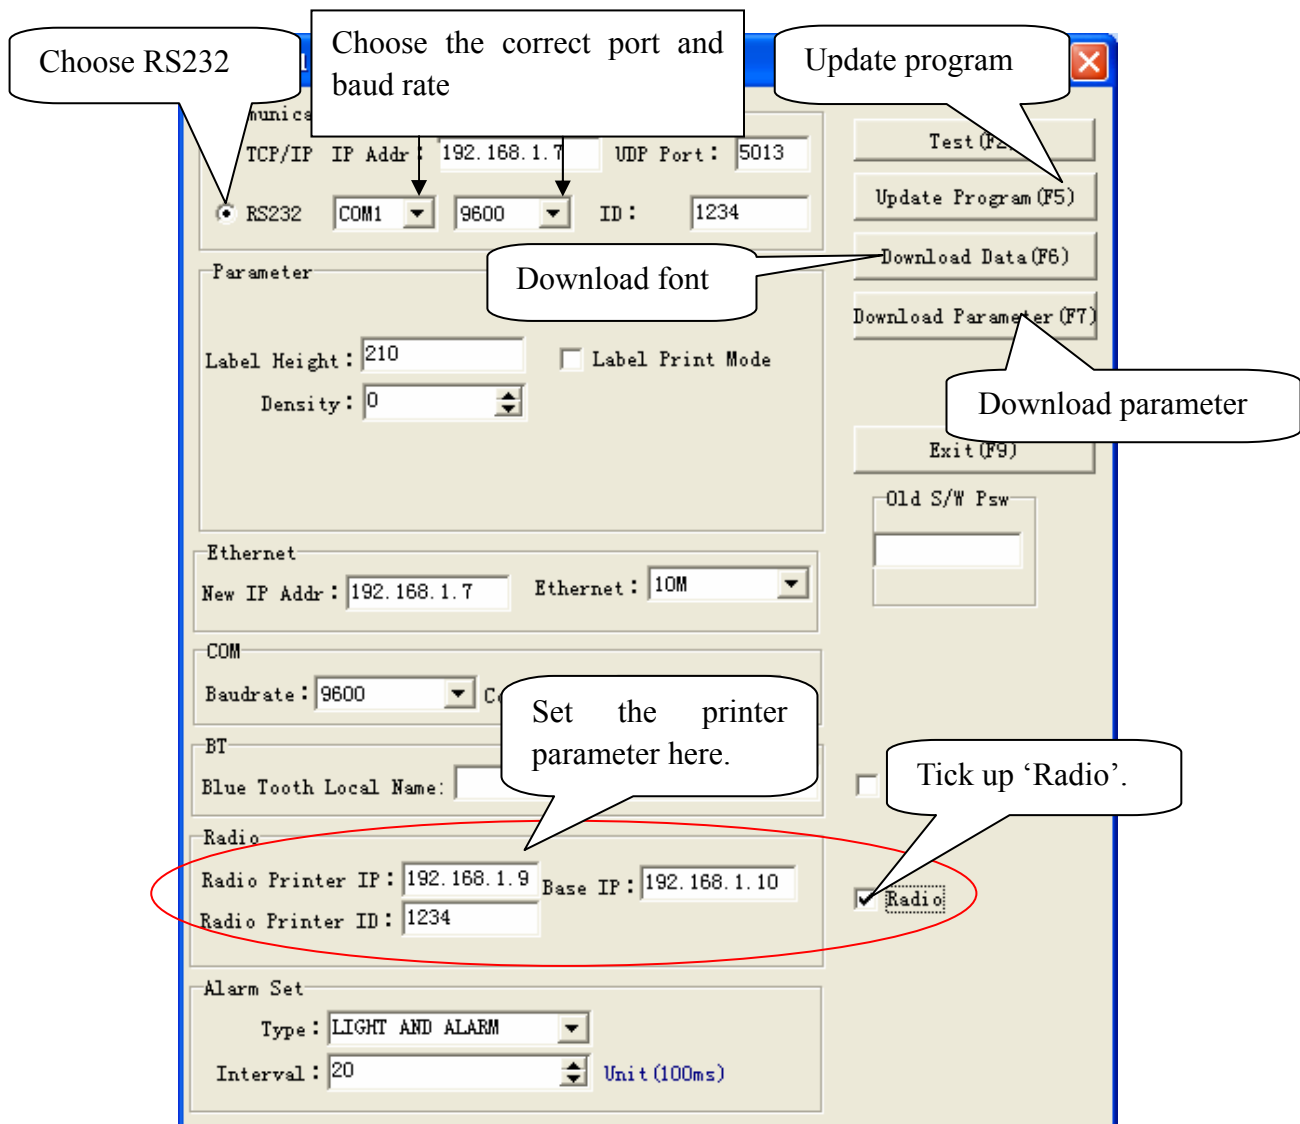 Choose RS232
Choose the correct port and
baud rate
Update program
TCP/IP IP Addr: 192.168.1.7 UDP Port: 5013
Test
RS232 COM1 9600 ID: 1234
Update Program(F5)
Parameter
Download font
Download Data(F6)
Download Parameter(F7)
Label Height: 210
Label Print Mode
Density: 0
Download parameter
Exit(F9)
Old S/W Psw
Ethernet
New IP Addr: 192.168.1.7 Ethernet: 10M
COM
Baudrate: 9600
Set the printer
parameter here.
BT
Blue Tooth Local Name:
Tick up ‘Radio’.
Radio
Radio Printer IP: 192.168.1.9 Base IP: 192.168.1.10
Radio
Radio Printer ID: 1234
Alarm Set
Type: LIGHT AND ALARM
Interval: 20 Unit(100ms)